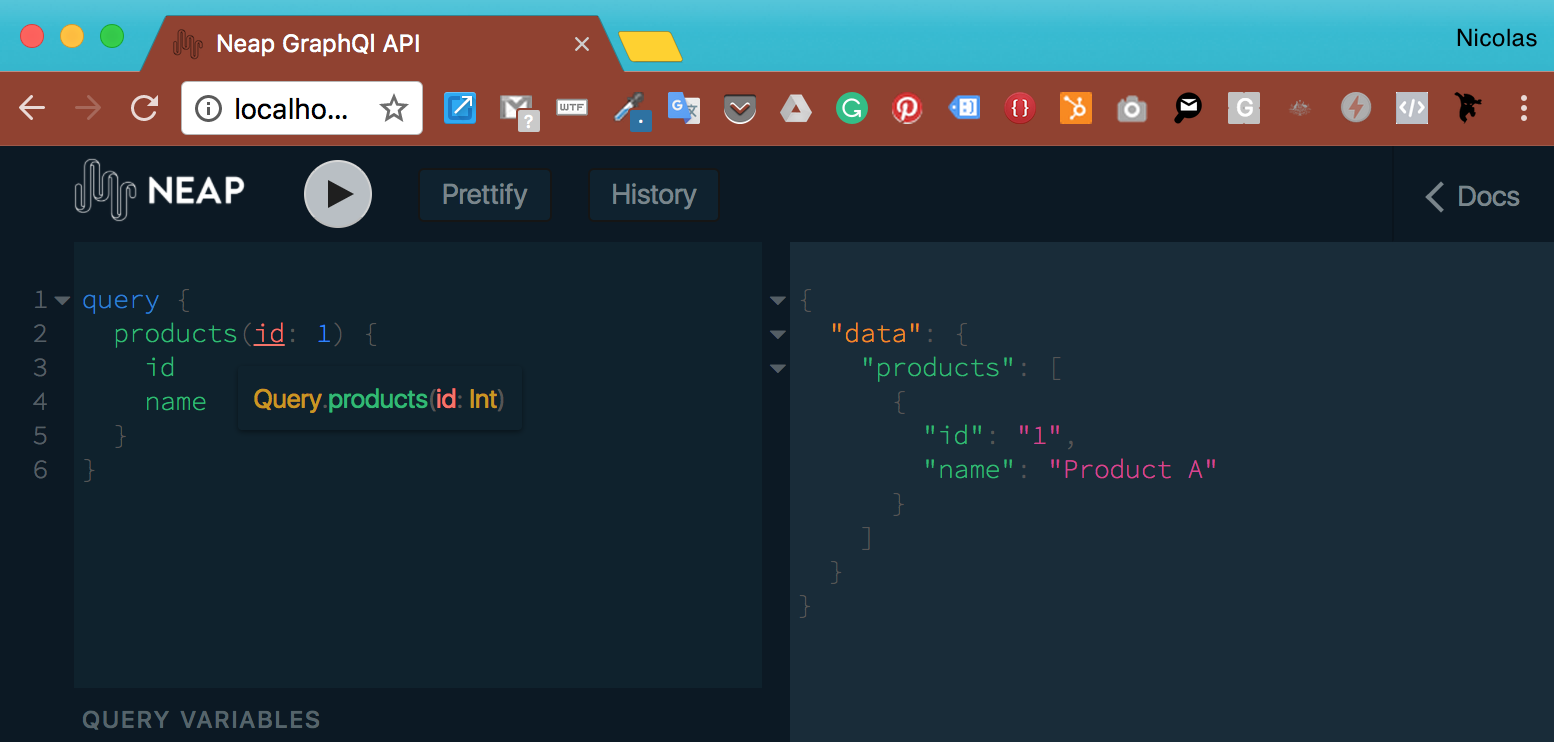 Neap GraphQl API
Nicolas
localho...
WTF
NEAP
Prettify
History
Docs
1 query {
2 products(id: 1) {
3 id
4 name
Query.products(id: Int)
5 }
6 }
{
"data": {
"products": [
{
"id": "1",
"name": "Product A"
}
]
}
}
QUERY VARIABLES